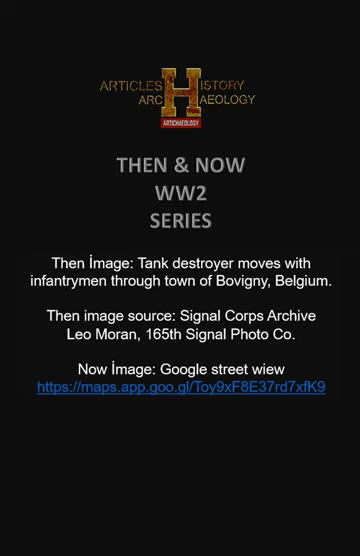 ARTICLES HISTORY
ARCHAEOLOGY
ARTICHAEOLOGY
THEN & NOW
WW2
SERIES
Then İmage: Tank destroyer moves with
infantrymen through town of Bovigny, Belgium.
Then image source: Signal Corps Archive
Leo Moran, 165th Signal Photo Co.
Now İmage: Google street wiew
https://maps.app.goo.gl/Toy9xF8E37rd7xfK9